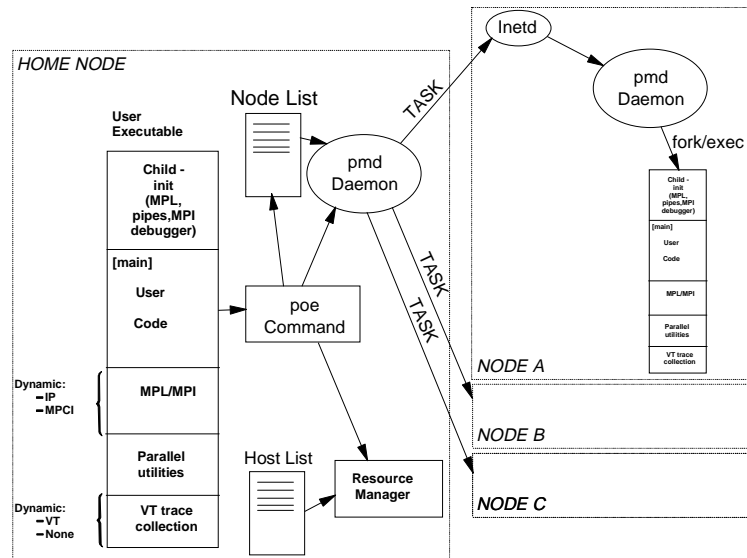 HOME NODE
User
Executable
Child -
init
(MPL,
pipes,MPI
debugger)
[main]
User
Code
MPL/MPI
Parallel
utilities
VT trace
collection
Dynamic:
IP
MPCI
Dynamic:
VT
None
Node List
pmd
Daemon
poe
Command
Host List
Resource
Manager
TASK
TASK
TASK
Inetd
pmd
Daemon
fork/exec
Child -
init
(MPL,
pipes,MPI
debugger)
[main]
User
Code
MPL/MPI
Parallel
utilities
VT trace
collection
NODE A
NODE B
NODE C